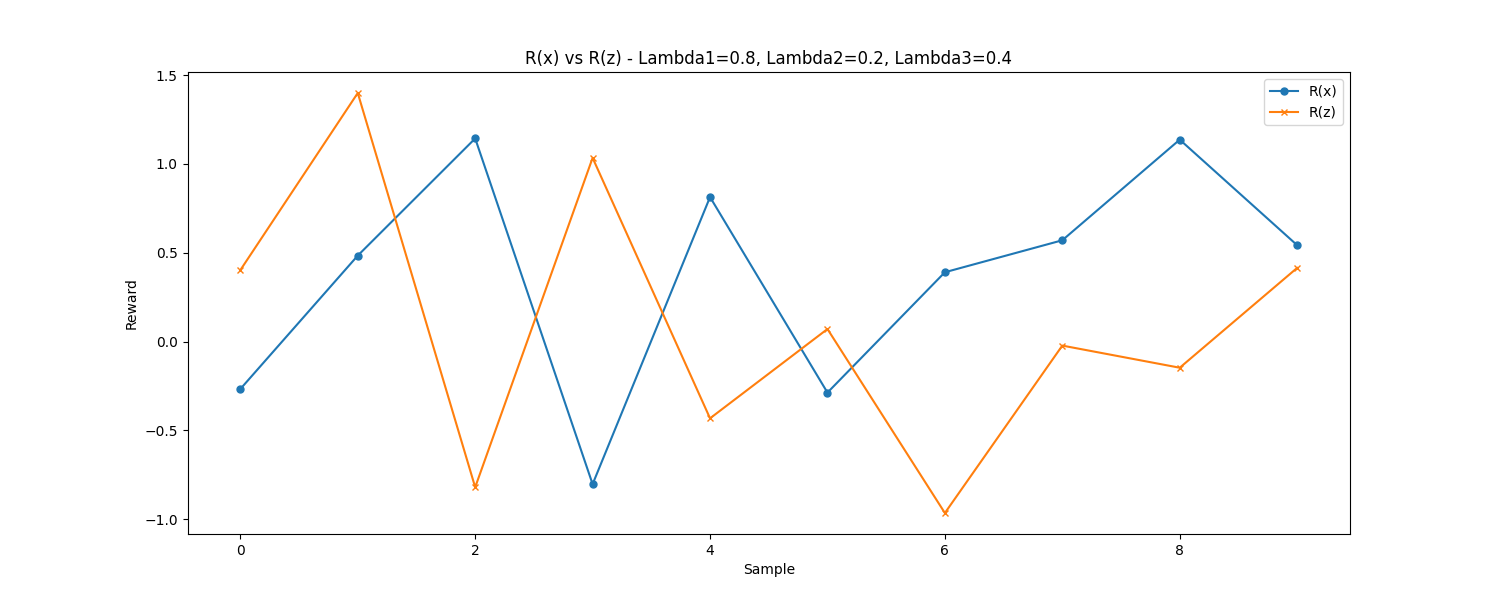 R(x) vs R(z) - Lambda1=0.8, Lambda2=0.2, Lambda3=0.4
R(x)
R(z)
1.5
1.0
0.5
0.0
−0.5
−1.0
Reward
0 2 4 6 8
Sample